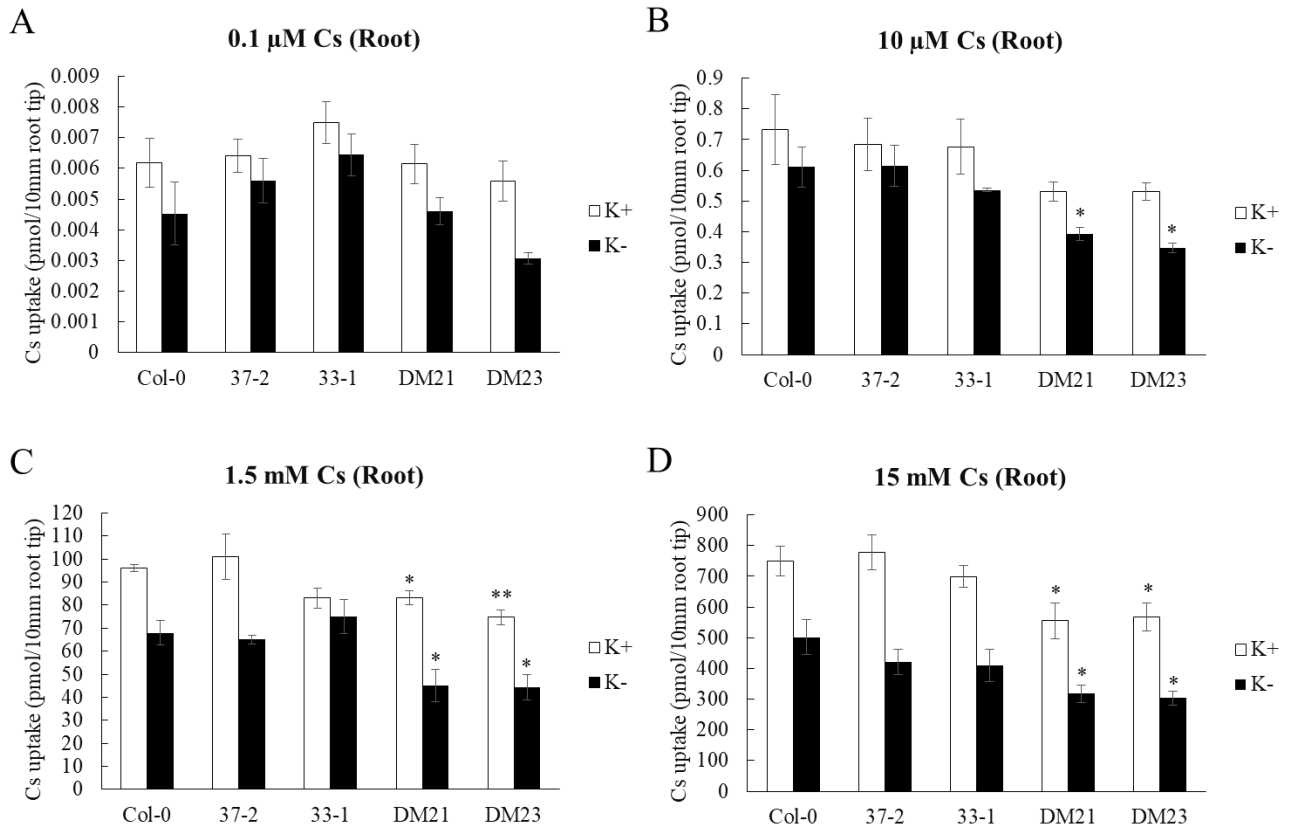 A
0.1 μM Cs (Root)
Cs uptake (pmol/10mm root tip)
0.009
0.008
0.007
0.006
0.005
0.004
0.003
0.002
0.001
0
Col-0 37-2 33-1 DM21 DM23
K+
K-
B
10 μM Cs (Root)
Cs uptake (pmol/10mm root tip)
0.9
0.8
0.7
0.6
0.5
0.4
0.3
0.2
0.1
0
* *
Col-0 37-2 33-1 DM21 DM23
K+
K-
C
1.5 mM Cs (Root)
Cs uptake (pmol/10mm root tip)
120
110
100
90
80
70
60
50
40
30
20
10
0
* **
* *
Col-0 37-2 33-1 DM21 DM23
K+
K-
D
15 mM Cs (Root)
Cs uptake (pmol/10mm root tip)
900
800
700
600
500
400
300
200
100
0
* *
* *
Col-0 37-2 33-1 DM21 DM23
K+
K-